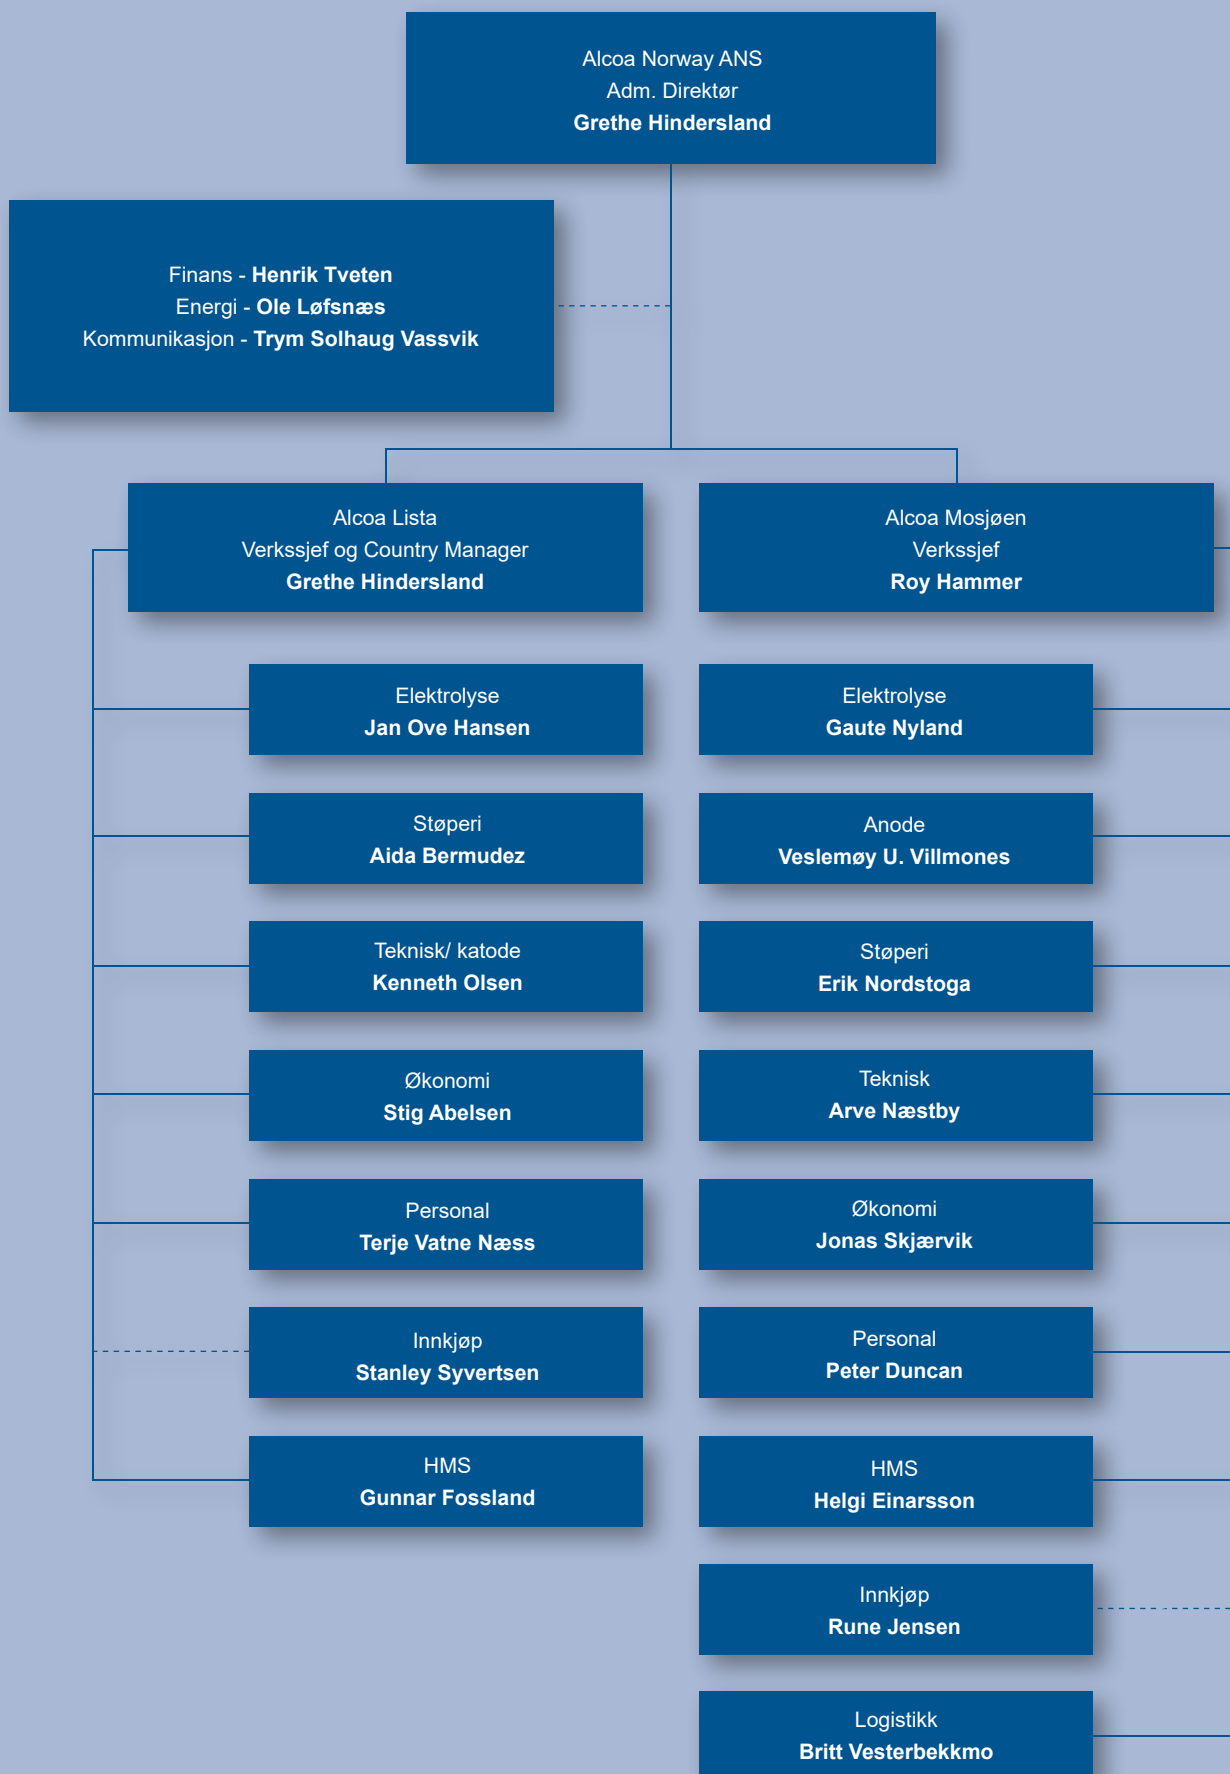 Alcoa Norway ANS
Adm. Direktør
Grethe Hindersland
Finans - Henrik Tveten
Energi - Ole Løfsnæs
Kommunikasjon - Trym Solhaug Vassvik
Alcoa Lista
Verkssjef og Country Manager
Grethe Hindersland
Elektrolyse
Jan Ove Hansen
Støperi
Aida Bermudez
Teknisk/ katode
Kenneth Olsen
Økonomi
Stig Abelsen
Personal
Terje Vatne Næss
Innkjøp
Stanley Syvertsen
HMS
Gunnar Fossland
Alcoa Mosjøen
Verkssjef
Roy Hammer
Elektrolyse
Gaute Nyland
Anode
Veslemøy U. Villmones
Støperi
Erik Nordstoga
Teknisk
Arve Næstby
Økonomi
Jonas Skjærvik
Personal
Peter Duncan
HMS
Helgi Einarsson
Innkjøp
Rune Jensen
Logistikk
Britt Vesterbekkmo